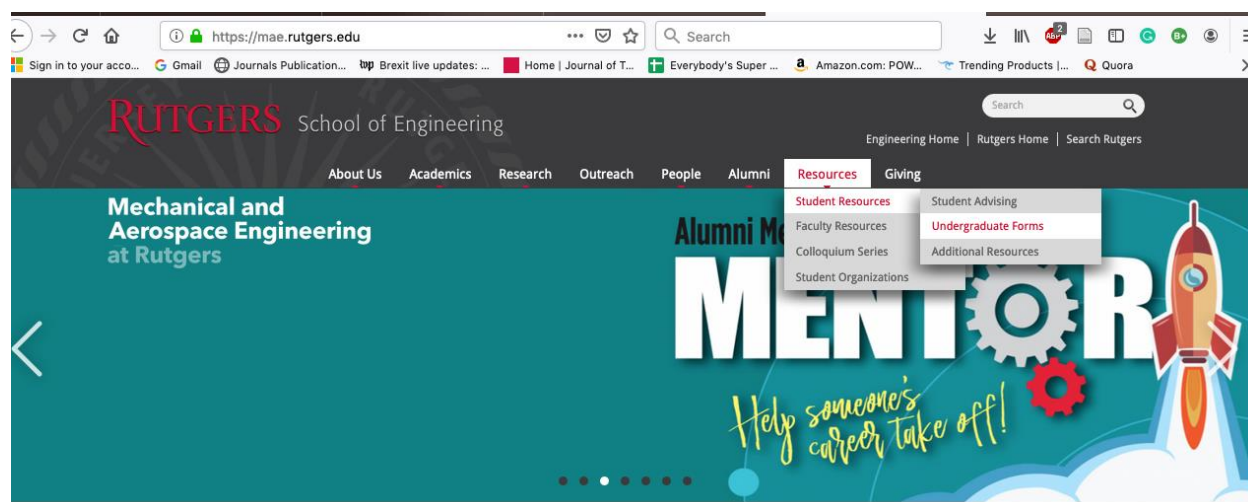 https://mae.rutgers.edu
Search
2
Sign in to your acco... Gmail Journals Publication... Brexit live updates: ... Home | Journal of T... Everybody's Super ... Amazon.com: POW... Trending Products |... Quora
RUTGERS School of Engineering
Search
Engineering Home | Rutgers Home | Search Rutgers
About Us Academics Research Outreach People Alumni Resources Giving
Student Resources
Faculty Resources
Colloquium Series
Student Organizations
Student Advising
Undergraduate Forms
Additional Resources
Mechanical and
Aerospace Engineering
at Rutgers
Alumni Me
MENTOR
Help someone's
career take off!